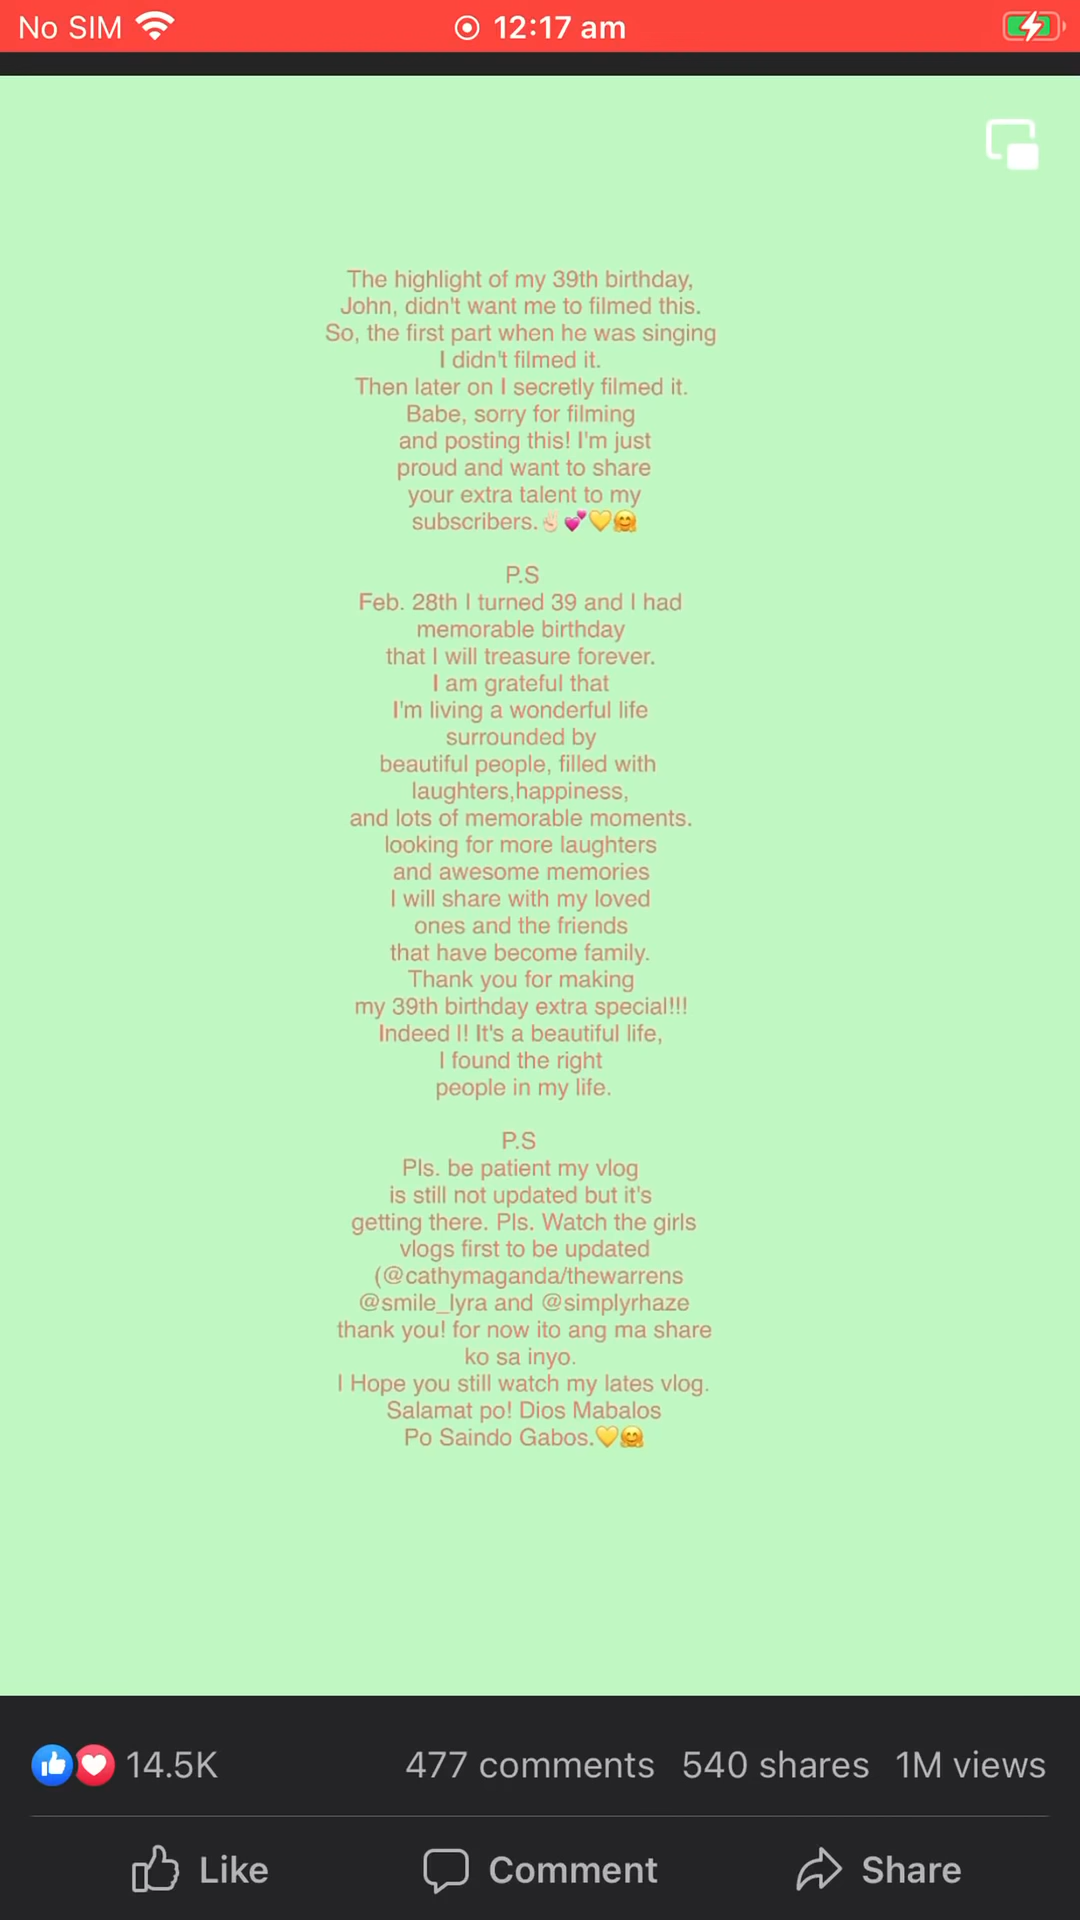 No SIM 12:17 am
The highlight of my 39th birthday,
John, didn't want me to filmed this.
So, the first part when he was singing
I didn't filmed it.
Then later on I secretly filmed it.
Babe, sorry for filming
and posting this! I'm just
proud and want to share
your extra talent to my
subscribers.✌🏻💕💛🤗
P.S
Feb. 28th I turned 39 and I had
memorable birthday
that I will treasure forever.
I am grateful that
I'm living a wonderful life
surrounded by
beautiful people, filled with
laughters,happiness,
and lots of memorable moments.
looking for more laughters
and awesome memories
I will share with my loved
ones and the friends
that have become family.
Thank you for making
my 39th birthday extra special!!!
Indeed I! It's a beautiful life,
I found the right
people in my life.
P.S
Pls. be patient my vlog
is still not updated but it's
getting there. Pls. Watch the girls
vlogs first to be updated
(@cathymaganda/thewarrens
@smile_lyra and @simplyrhaze
thank you! for now ito ang ma share
ko sa inyo.
I Hope you still watch my lates vlog.
Salamat po! Dios Mabalos
Po Saindo Gabos.💛🤗
14.5K 477 comments 540 shares 1M views
Like Comment Share